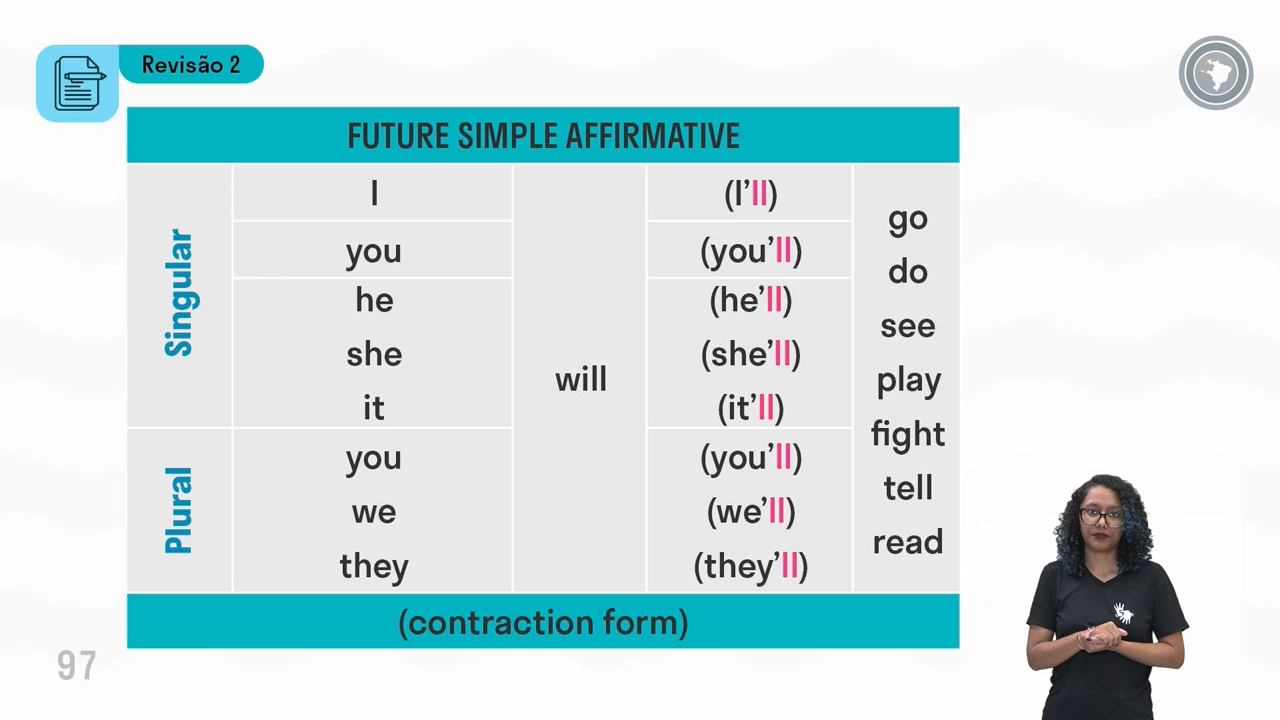 Revisão 2
FUTURE SIMPLE AFFIRMATIVE
Singular
I
you
he
she
it
Plural
you
we
they
will
(I’ll)
(you’ll)
(he’ll)
(she’ll)
(it’ll)
(you’ll)
(we’ll)
(they’ll)
go
do
see
play
fight
tell
read
(contraction form)
97